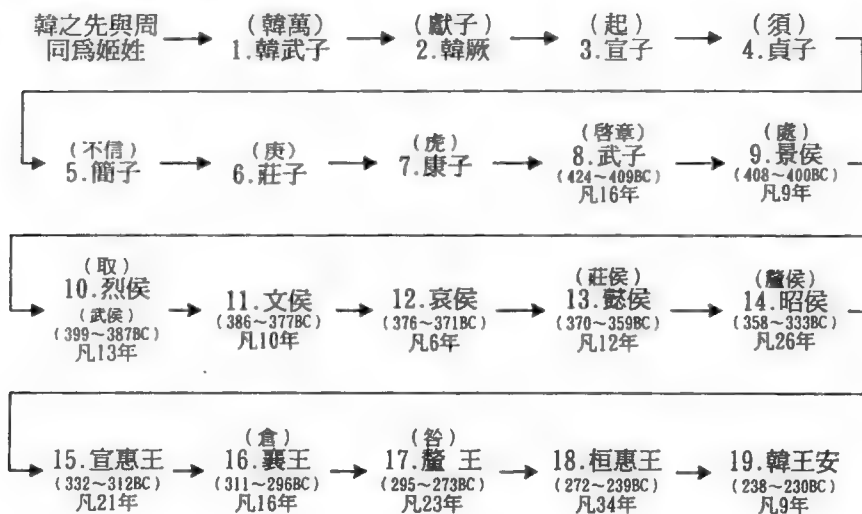 韓之先與周
同爲姬姓
(韓萬)
1.韓武子
(獻子)
2.韓厥
(起)
3.宣子
(須)
4.貞子
(不信)
5.簡子
(庚)
6.莊子
(虎)
7.康子
(啓章)
8.武子
(424~409BC)
凡16年
(處)
9.景侯
(408~400BC)
凡9年
(取)
10.烈侯
(武侯)
(399~387BC)
凡13年
11.文侯
(386~377BC)
凡10年
12.哀侯
(376~371BC)
凡6年
(莊侯)
13.懿侯
(370~359BC)
凡12年
(釐侯)
14.昭侯
(358~333BC)
凡26年
15.宣惠王
(332~312BC)
凡21年
(倉)
16.襄王
(311~296BC)
凡16年
(咎)
17.釐 王
(295~273BC)
凡23年
18.桓惠王
(272~239BC)
凡34年
19.韓王安
(238~230BC)
凡9年